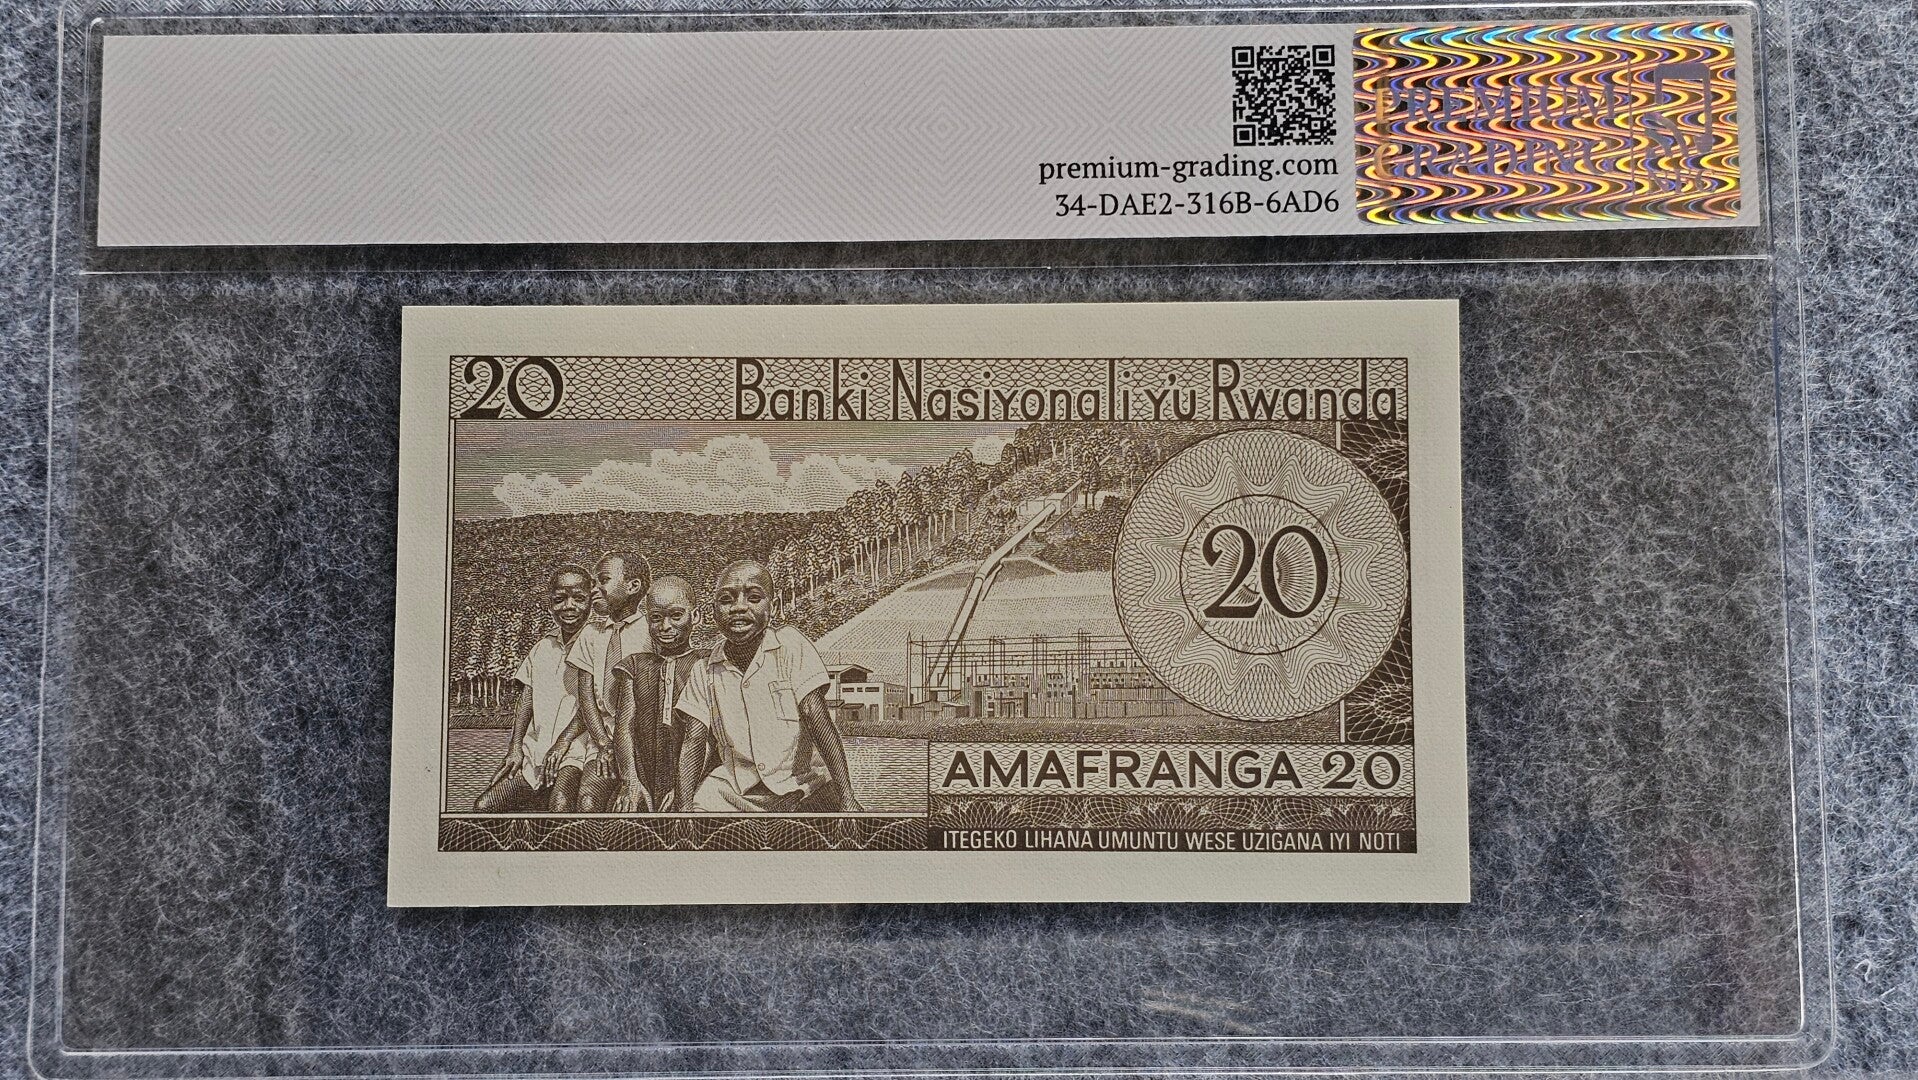 PREMIUM
GRADING
premium-grading.com
34-DAE2-316B-6AD6
20
Banki Nasiyonali y'u Rwanda
20
AMAFRANGA 20
ITEGEKO LIHANA UMUNTU WESE UZIGANA IYI NOTI